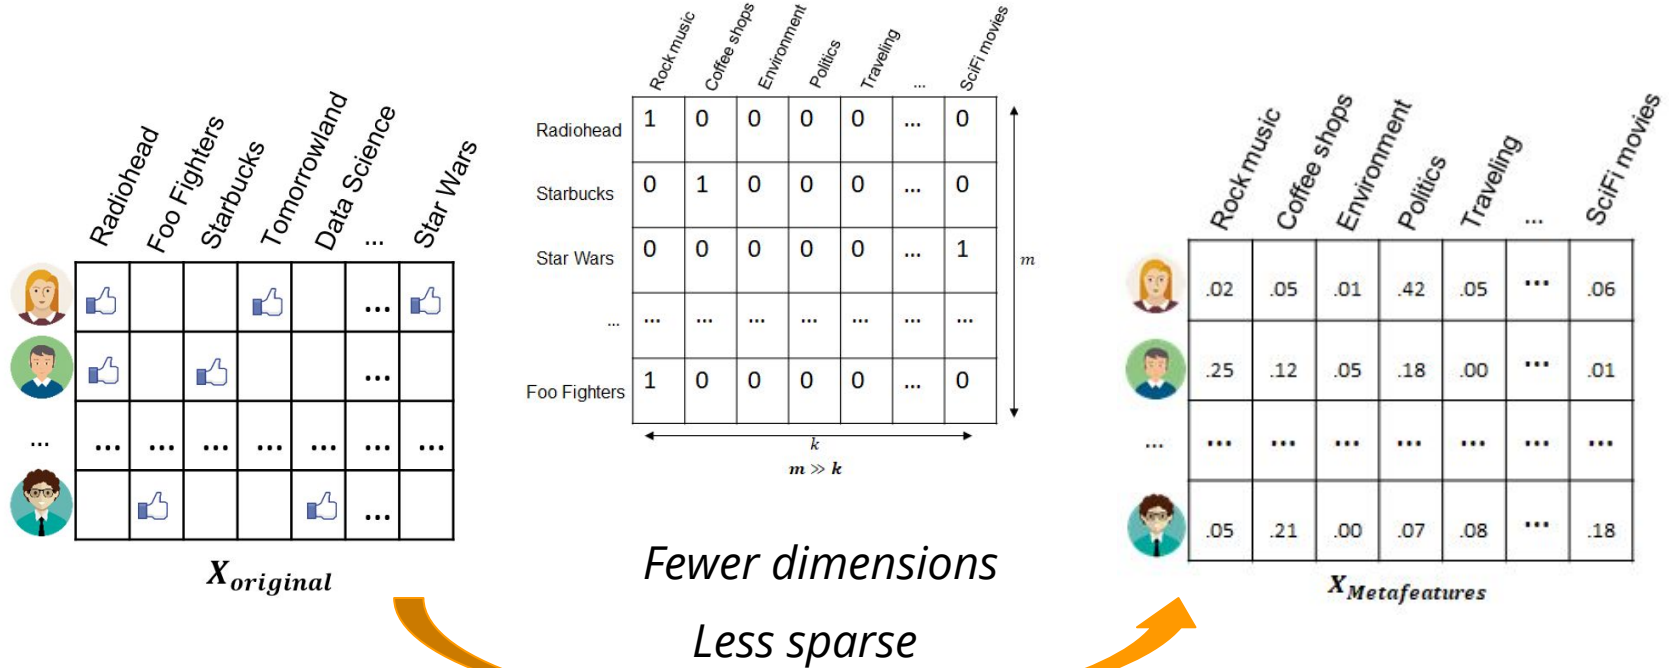 Radiohead Foo Fighters Starbucks Tomorrowland Data Science ... Star Wars
...
...
... ... ... ... ... ... ... ...
...
X_original
Rock music Coffee shops Environment Politics Traveling ... SciFi movies
Radiohead 1 0 0 0 0 ... 0
Starbucks 0 1 0 0 0 ... 0
Star Wars 0 0 0 0 0 ... 1
... ... ... ... ... ... ... ...
Foo Fighters 1 0 0 0 0 ... 0
m
k
m ≫ k
Fewer dimensions
Less sparse
Rock music Coffee shops Environment Politics Traveling ... SciFi movies
.02 .05 .01 .42 .05 ... .06
.25 .12 .05 .18 .00 ... .01
... ... ... ... ... ... ... ...
.05 .21 .00 .07 .08 ... .18
X_Metafeatures